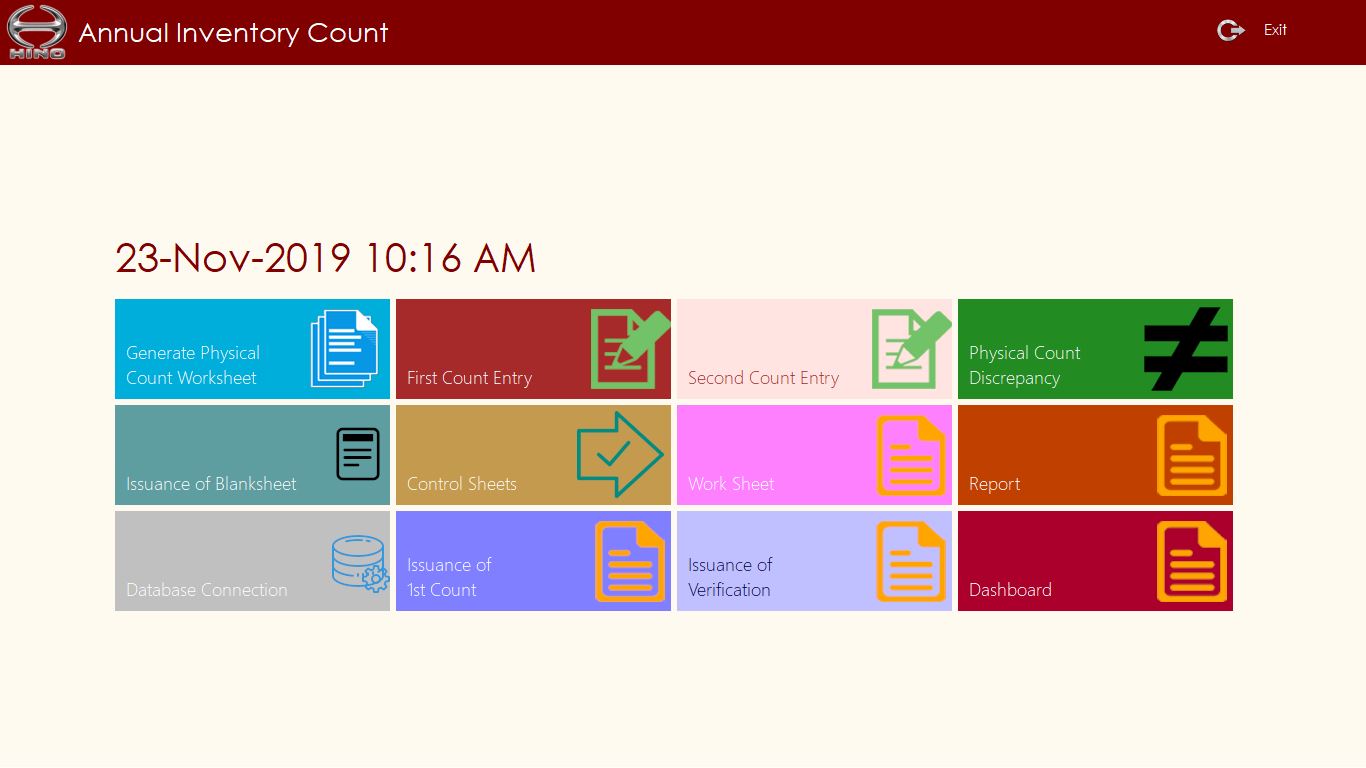 HINO
Annual Inventory Count
Exit
23-Nov-2019 10:16 AM
Generate Physical
Count Worksheet
First Count Entry
Second Count Entry
Physical Count
Discrepancy
Issuance of Blanksheet
Control Sheets
Work Sheet
Report
Database Connection
Issuance of
1st Count
Issuance of
Verification
Dashboard